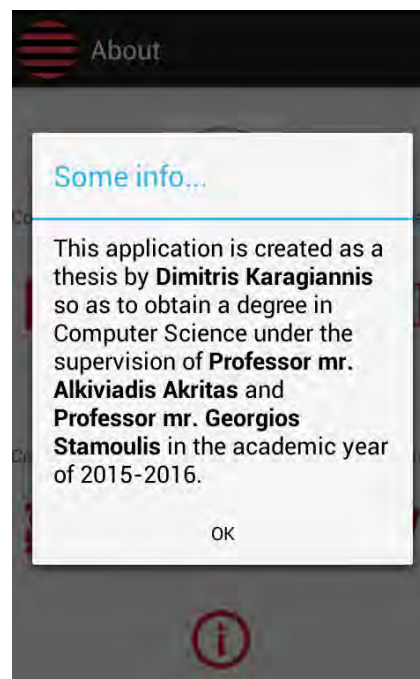 About
Some info...
This application is created as a
thesis by Dimitris Karagiannis
so as to obtain a degree in
Computer Science under the
supervision of Professor mr.
Alkiviadis Akritas and
Professor mr. Georgios
Stamoulis in the academic year
of 2015-2016.
OK